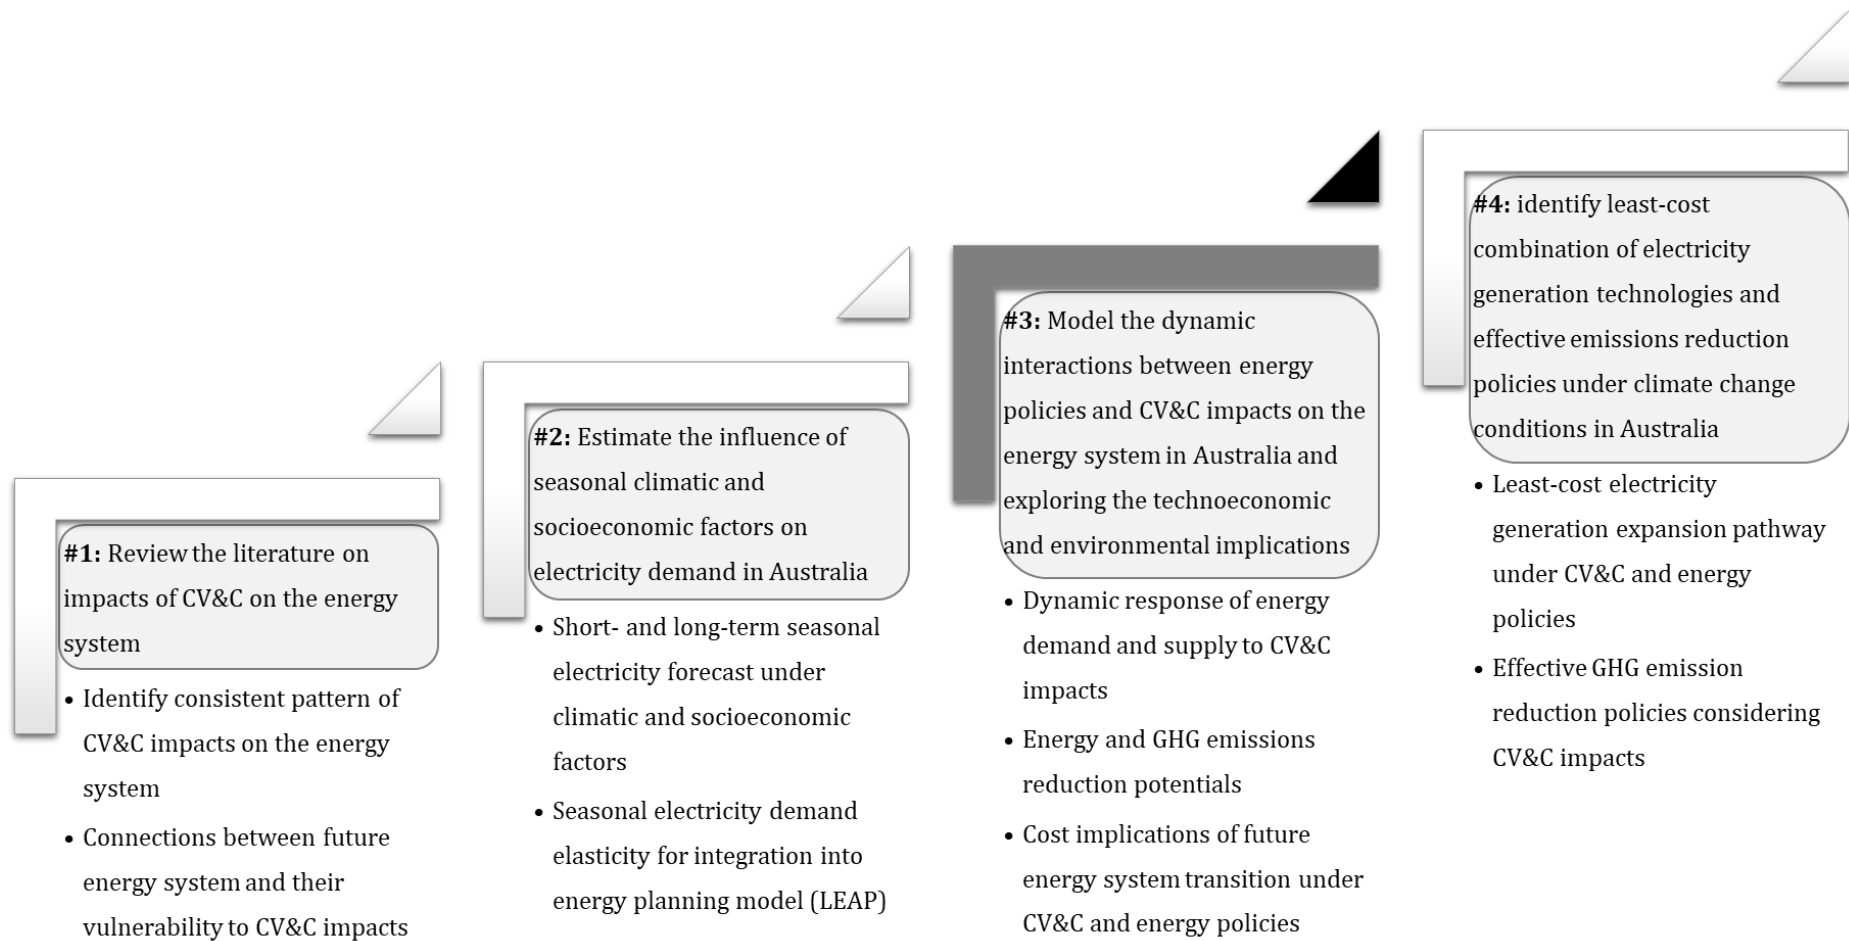 #1: Review the literature on
impacts of CV&C on the energy
system
• Identify consistent pattern of
CV&C impacts on the energy
system
• Connections between future
energy system and their
vulnerability to CV&C impacts
#2: Estimate the influence of
seasonal climatic and
socioeconomic factors on
electricity demand in Australia
• Short- and long-term seasonal
electricity forecast under
climatic and socioeconomic
factors
• Seasonal electricity demand
elasticity for integration into
energy planning model (LEAP)
#3: Model the dynamic
interactions between energy
policies and CV&C impacts on the
energy system in Australia and
exploring the technoeconomic
and environmental implications
• Dynamic response of energy
demand and supply to CV&C
impacts
• Energy and GHG emissions
reduction potentials
• Cost implications of future
energy system transition under
CV&C and energy policies
#4: identify least-cost
combination of electricity
generation technologies and
effective emissions reduction
policies under climate change
conditions in Australia
• Least-cost electricity
generation expansion pathway
under CV&C and energy
policies
• Effective GHG emission
reduction policies considering
CV&C impacts